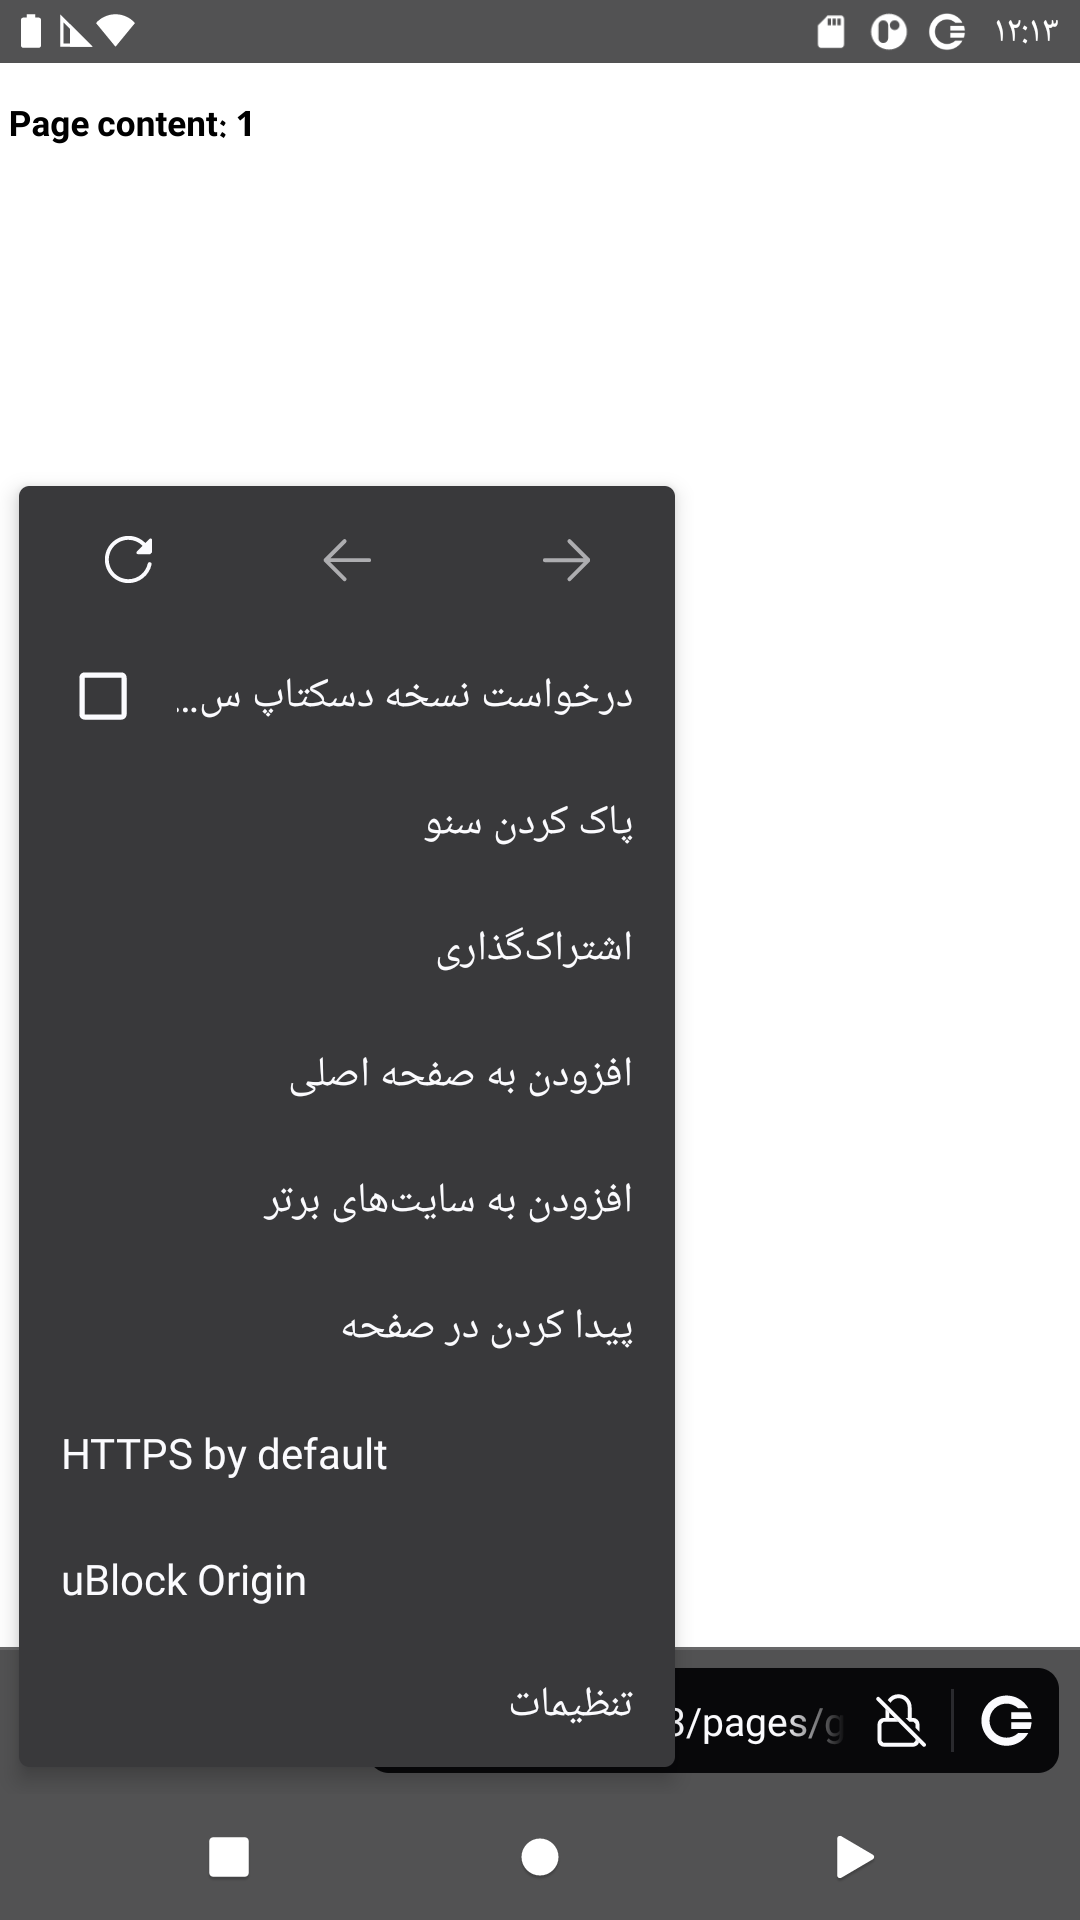 ۱۲:۱۳
Page content: 1
درخواست نسخه دسکتاپ س...
پاک کردن سنو
اشتراک‌گذاری
افزودن به صفحه اصلی
افزودن به سایت‌های برتر
پیدا کردن در صفحه
HTTPS by default
uBlock Origin
تنظیمات
/pages/g